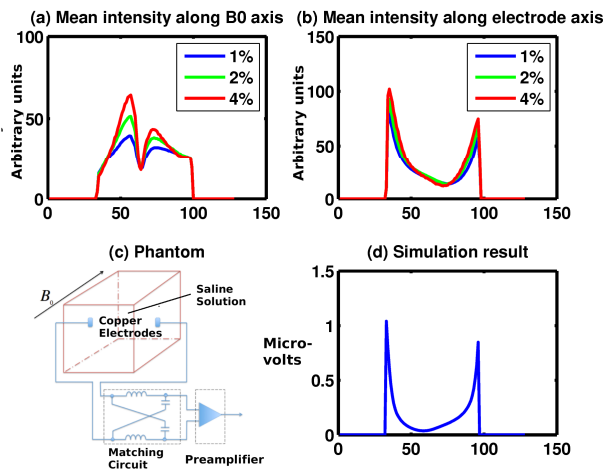 (a) Mean intensity along B0 axis
150
100
50
0
0 50 100 150
Arbitrary units
1%
2%
4%
(b) Mean intensity along electrode axis
150
100
50
0
0 50 100 150
Arbitrary units
1%
2%
4%
(c) Phantom
B0
Saline
Solution
Copper
Electrodes
Matching
Circuit
Preamplifier
(d) Simulation result
1.5
1
0.5
0
0 50 100 150
Micro-
volts